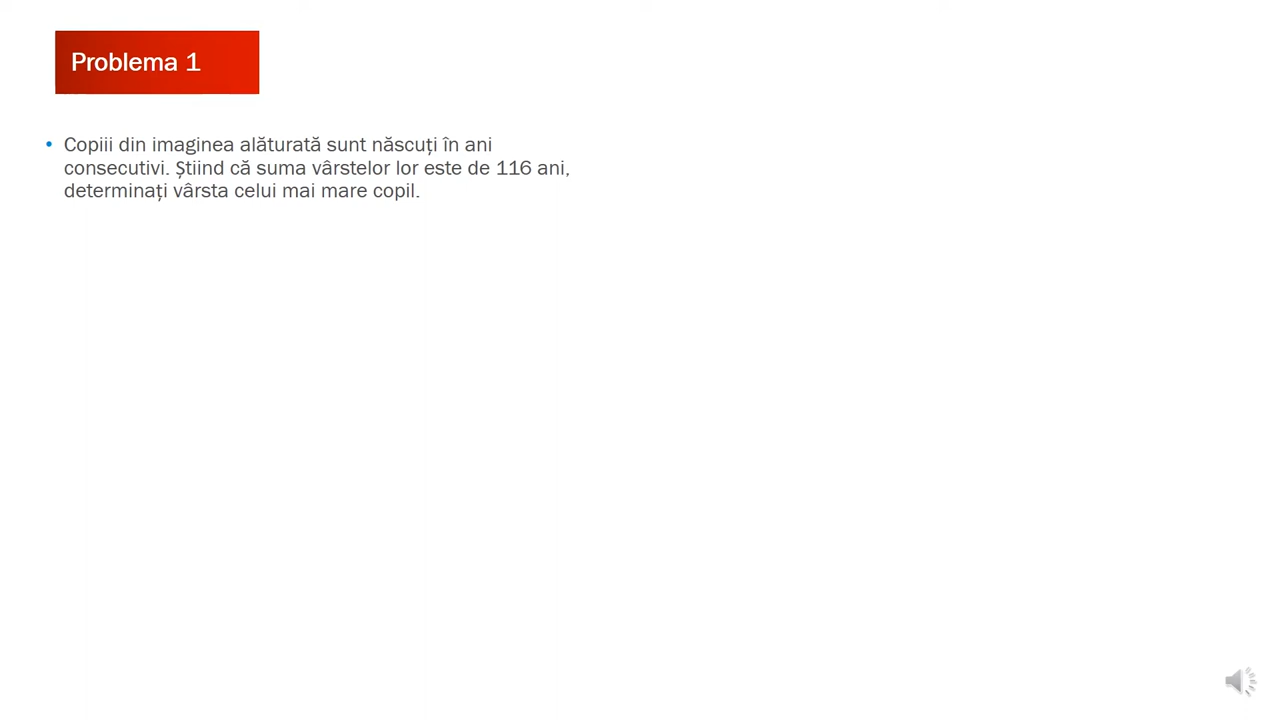 Problema 1
• Copiii din imaginea alăturată sunt născuți în ani
consecutivi. Știind că suma vârstelor lor este de 116 ani,
determinați vârsta celui mai mare copil.